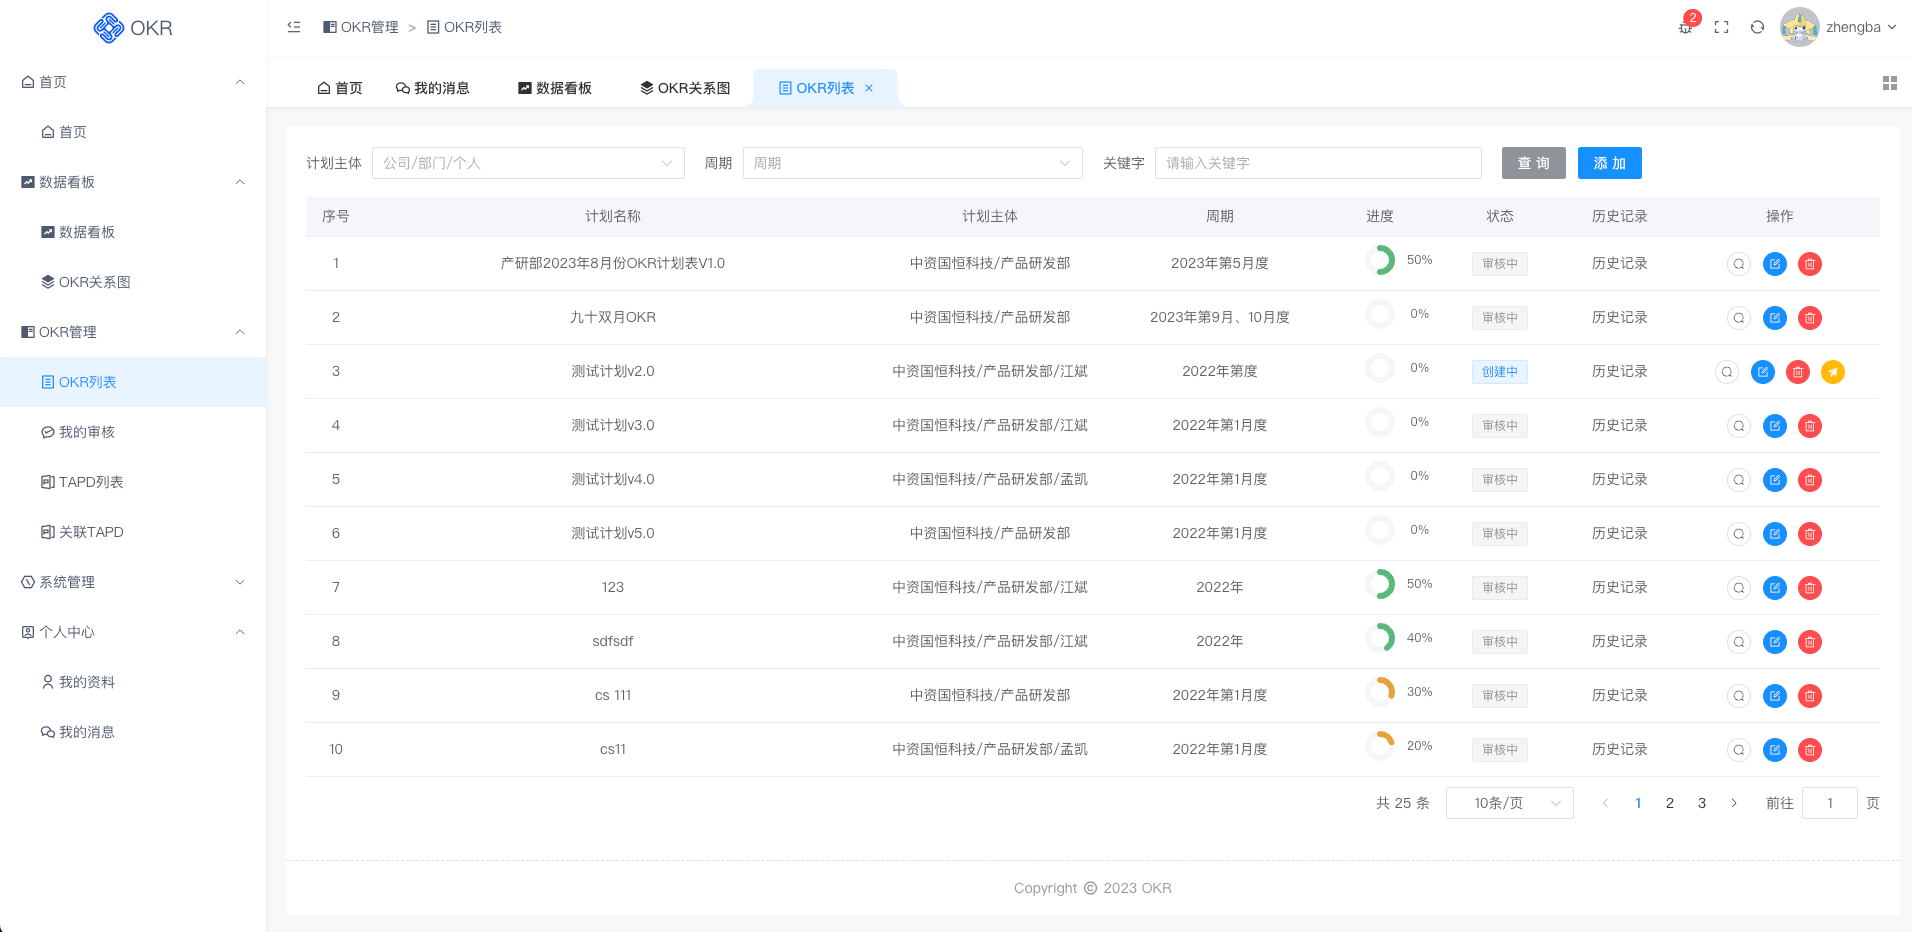 OKR
OKR管理 > OKR列表
2
zhengba
首页
首页
数据看板
数据看板
OKR关系图
OKR管理
OKR列表
我的审核
TAPD列表
关联TAPD
系统管理
个人中心
我的资料
我的消息
首页 我的消息 数据看板 OKR关系图 OKR列表 ×
计划主体 公司/部门/个人 周期 周期 关键字 请输入关键字 查 询 添 加
序号 计划名称 计划主体 周期 进度 状态 历史记录 操作
1 产研部2023年8月份OKR计划表V1.0 中资国恒科技/产品研发部 2023年第5月度 50% 审核中 历史记录
2 九十双月OKR 中资国恒科技/产品研发部 2023年第9月、10月度 0% 审核中 历史记录
3 测试计划v2.0 中资国恒科技/产品研发部/江斌 2022年第度 0% 创建中 历史记录
4 测试计划v3.0 中资国恒科技/产品研发部/江斌 2022年第1月度 0% 审核中 历史记录
5 测试计划v4.0 中资国恒科技/产品研发部/孟凯 2022年第1月度 0% 审核中 历史记录
6 测试计划v5.0 中资国恒科技/产品研发部 2022年第1月度 0% 审核中 历史记录
7 123 中资国恒科技/产品研发部/江斌 2022年 50% 审核中 历史记录
8 sdfsdf 中资国恒科技/产品研发部/江斌 2022年 40% 审核中 历史记录
9 cs 111 中资国恒科技/产品研发部 2022年第1月度 30% 审核中 历史记录
10 cs11 中资国恒科技/产品研发部/孟凯 2022年第1月度 20% 审核中 历史记录
共 25 条 10条/页 < 1 2 3 > 前往 1 页
Copyright © 2023 OKR